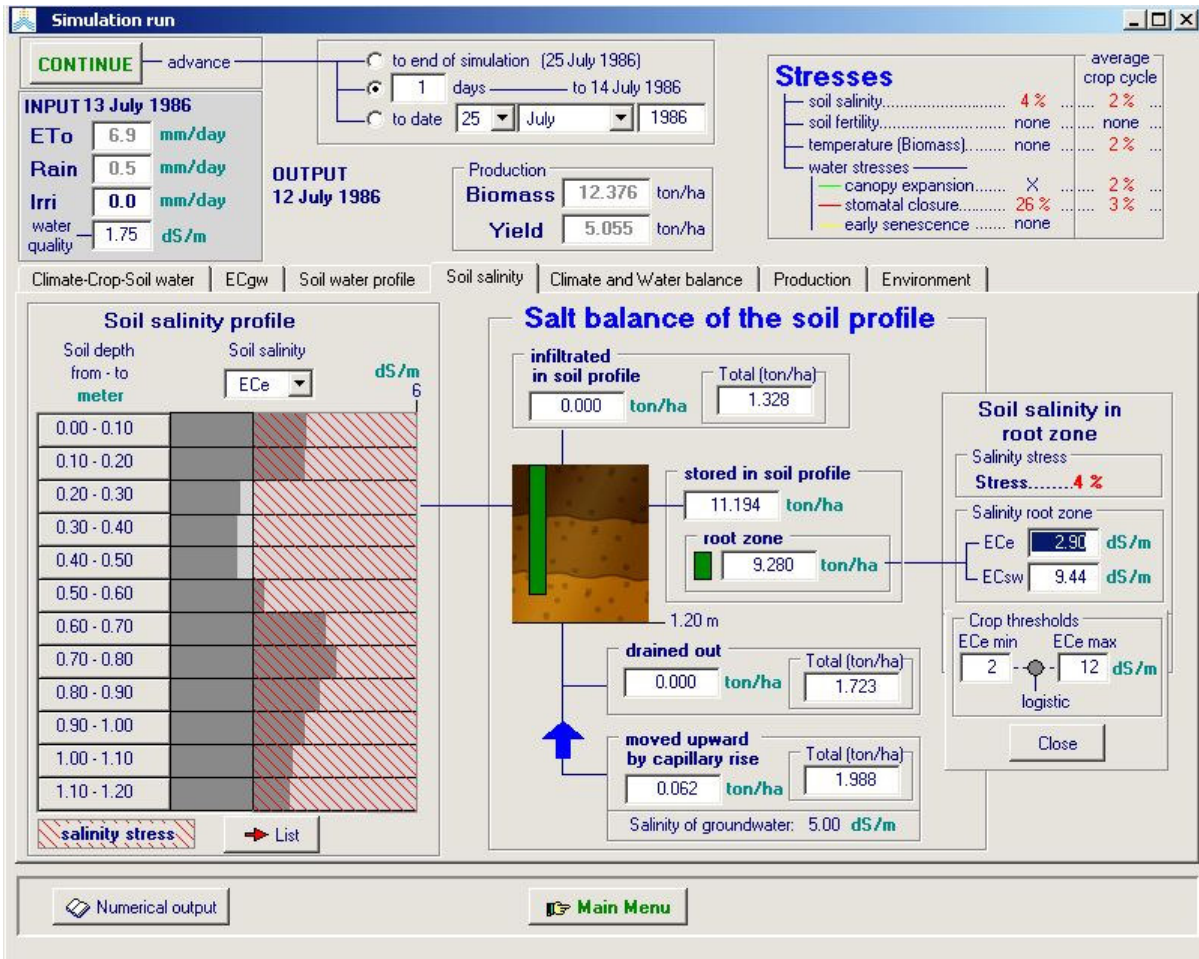 Simulation run
CONTINUE
advance
to end of simulation (25 July 1986)
1 days to 14 July 1986
to date 25 July 1986
INPUT 13 July 1986
ETo 6.9 mm/day
Rain 0.5 mm/day
Irri 0.0 mm/day
water quality 1.75 dS/m
OUTPUT
12 July 1986
Production
Biomass 12.376 ton/ha
Yield 5.055 ton/ha
Stresses
average
crop cycle
soil salinity.......................... 4 % ...... 2 % ...
soil fertility.......................... none ...... none ...
temperature (Biomass)....... none ...... 2 % ...
water stresses
canopy expansion....... X ...... 2 % ...
stomatal closure.......... 26 % ...... 3 % ...
early senescence ....... none
Climate-Crop-Soil water
ECgw
Soil water profile
Soil salinity
Climate and Water balance
Production
Environment
Soil salinity profile
Soil depth
from - to
meter
Soil salinity
ECe
dS/m
6
0.00 - 0.10
0.10 - 0.20
0.20 - 0.30
0.30 - 0.40
0.40 - 0.50
0.50 - 0.60
0.60 - 0.70
0.70 - 0.80
0.80 - 0.90
0.90 - 1.00
1.00 - 1.10
1.10 - 1.20
salinity stress
List
Salt balance of the soil profile
infiltrated
in soil profile
0.000 ton/ha
Total (ton/ha)
1.328
stored in soil profile
11.194 ton/ha
root zone
9.280 ton/ha
1.20 m
drained out
0.000 ton/ha
Total (ton/ha)
1.723
moved upward
by capillary rise
0.062 ton/ha
Total (ton/ha)
1.988
Salinity of groundwater: 5.00 dS/m
Soil salinity in
root zone
Salinity stress
Stress........4 %
Salinity root zone
ECe 2.90 dS/m
ECsw 9.44 dS/m
Crop thresholds
ECe min ECe max
2 12 dS/m
logistic
Close
Numerical output
Main Menu